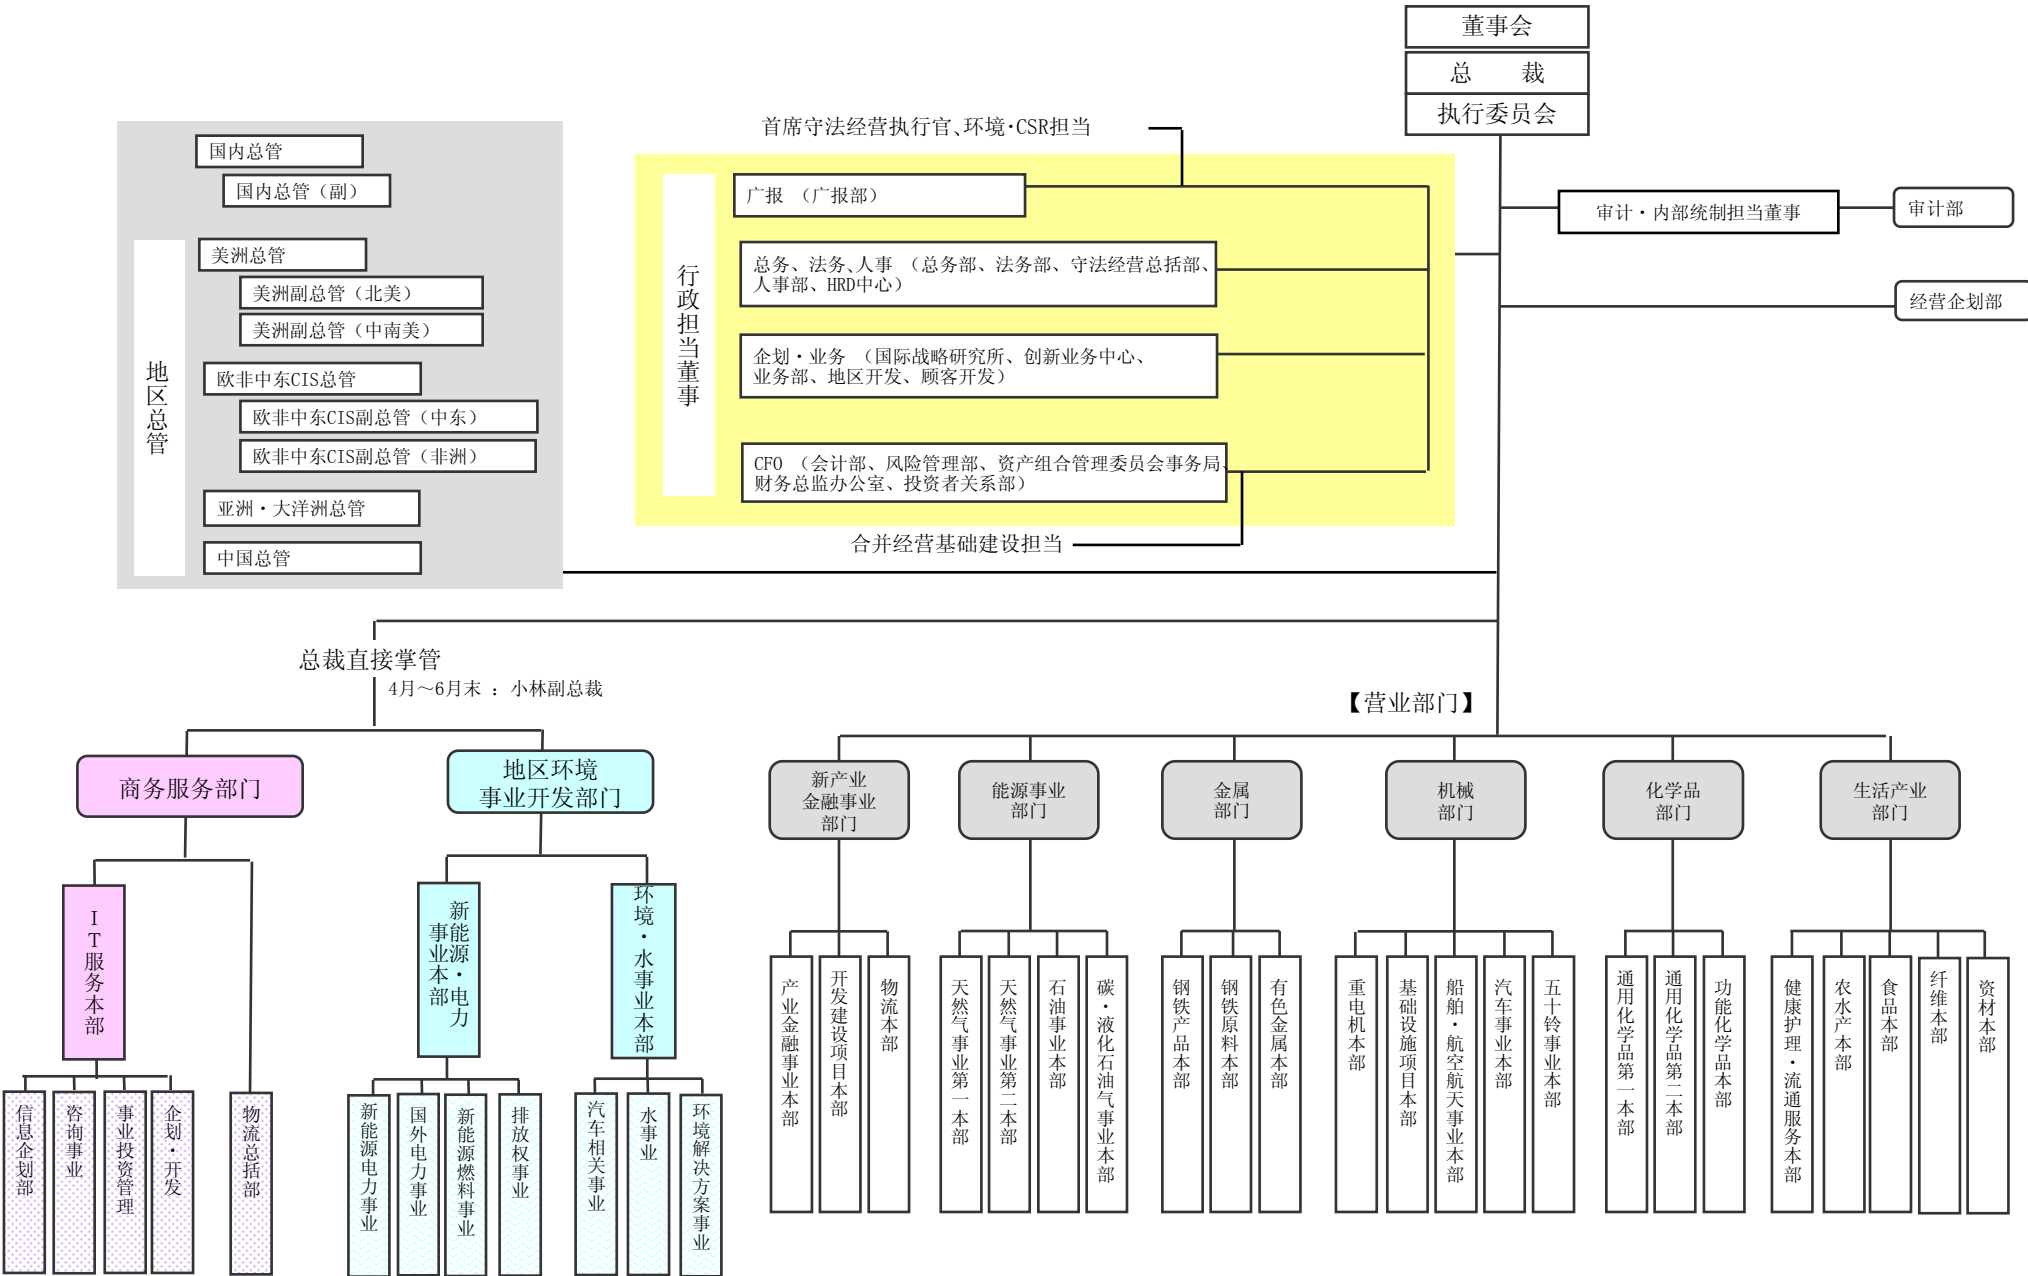 董事会
总 裁
执行委员会
首席守法经营执行官、环境·CSR担当
国内总管
国内总管（副）
地区总管
美洲总管
美洲副总管（北美）
美洲副总管（中南美）
欧非中东CIS总管
欧非中东CIS副总管（中东）
欧非中东CIS副总管（非洲）
亚洲・大洋洲总管
中国总管
行政担当董事
广报 （广报部）
总务、法务、人事 （总务部、法务部、守法经营总括部、
人事部、HRD中心）
企划・业务 （国际战略研究所、创新业务中心、
业务部、地区开发、顾客开发）
CFO （会计部、风险管理部、资产组合管理委员会事务局、
财务总监办公室、投资者关系部）
合并经营基础建设担当
审计・内部统制担当董事
审计部
经营企划部
总裁直接掌管
4月～6月末 ：小林副总裁
【营业部门】
商务服务部门
地区环境
事业开发部门
新产业
金融事业
部门
能源事业
部门
金属
部门
机械
部门
化学品
部门
生活产业
部门
IT服务本部
新能源・电力
事业本部
环境・水事业本部
信息企划部
咨询事业
事业投资管理
企划・开发
物流总括部
新能源电力事业
国外电力事业
新能源燃料事业
排放权事业
汽车相关事业
水事业
环境解决方案事业
产业金融事业本部
开发建设项目本部
物流本部
天然气事业第一本部
天然气事业第二本部
石油事业本部
碳・液化石油气事业本部
钢铁产品本部
钢铁原料本部
有色金属本部
重电机本部
基础设施项目本部
船舶・航空航天事业本部
汽车事业本部
五十铃事业本部
通用化学品第一本部
通用化学品第二本部
功能化学品本部
健康护理・流通服务本部
农水产本部
食品本部
纤维本部
资材本部